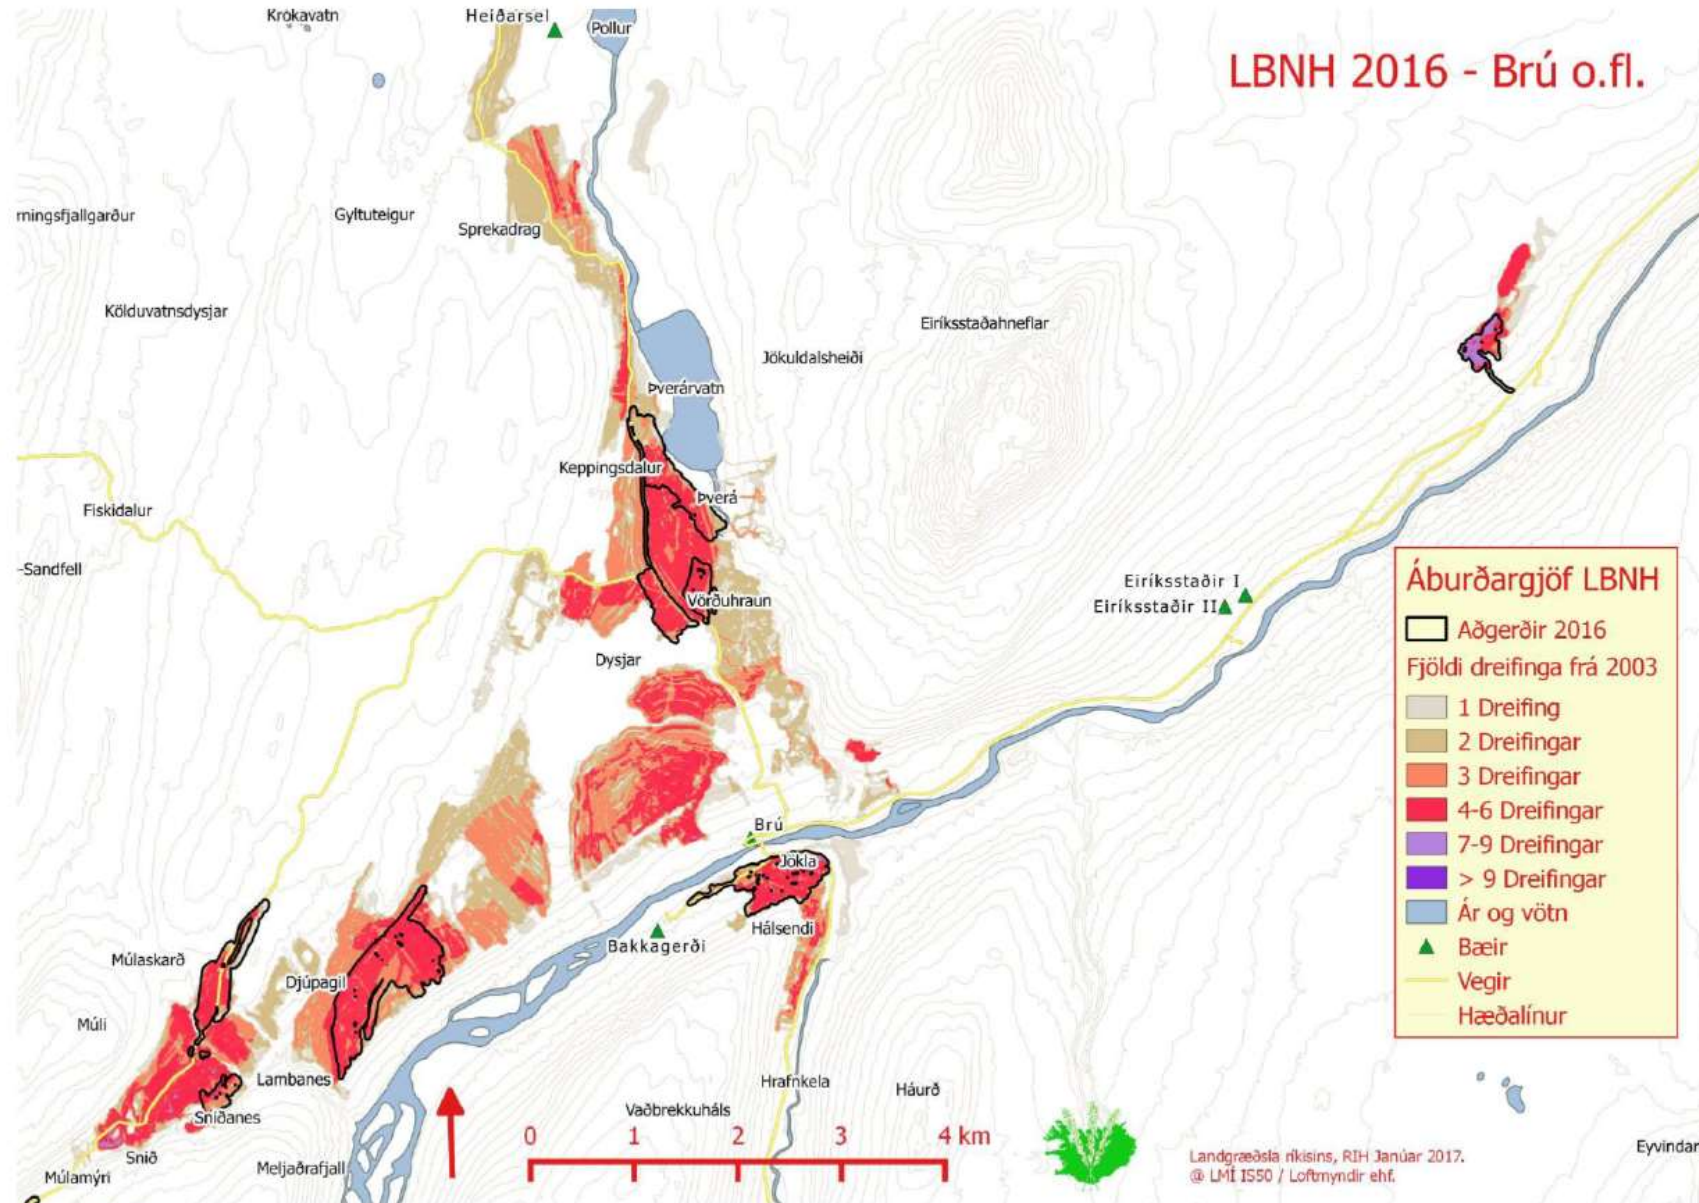 LBNH 2016 - Brú o.fl.
Krókavatn
Heiðarsel
Pollur
rningsfjallgarður
Gyltuteigur
Sprekadrag
Kölduvatnsdysjar
Eiríksstaðahneflar
Jökuldalsheiði
Þverárvatn
Keppingsdalur
Þverá
Fiskidalur
-Sandfell
Eiríksstaðir I
Eiríksstaðir II
Vörðuhraun
Dysjar
Brú
Jökla
Hálsendi
Bakkagerði
Múlaskarð
Djúpagil
Múli
Lambanes
Sniðanes
Snið
Múlamýri
Meljaðrafjall
Hrafnkela
Háurð
Vaðbrekkuháls
Eyvindar
Áburðargjöf LBNH
Aðgerðir 2016
Fjöldi dreifinga frá 2003
1 Dreifing
2 Dreifingar
3 Dreifingar
4-6 Dreifingar
7-9 Dreifingar
> 9 Dreifingar
Ár og vötn
Bæir
Vegir
Hæðalínur
0 1 2 3 4 km
Landgræðsla ríkisins, RIH Janúar 2017.
@ LMÍ IS50 / Loftmyndir ehf.